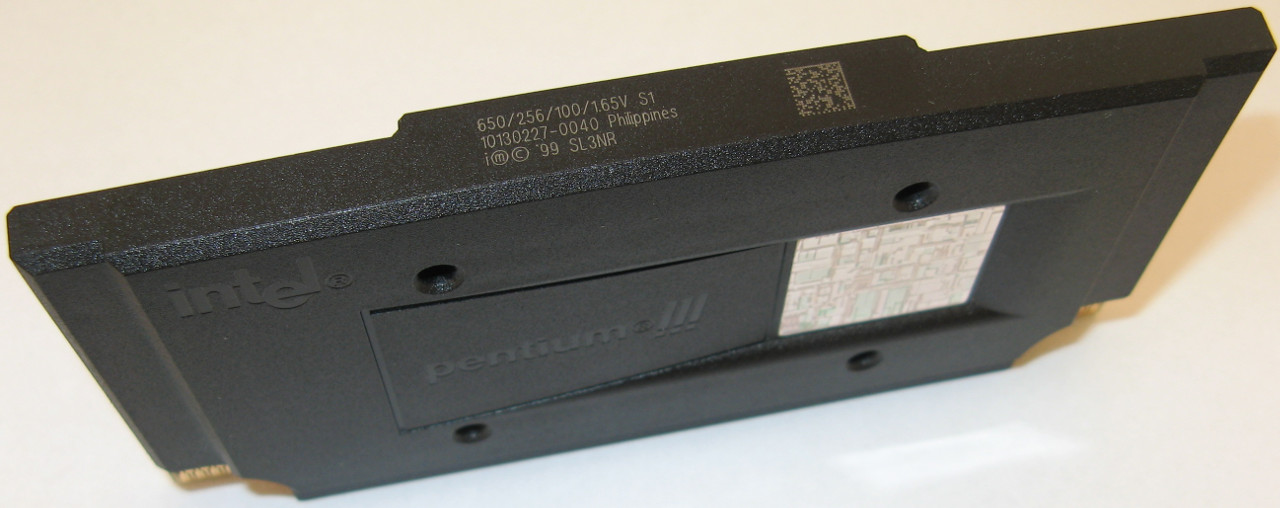 650/256/100/1.65V S1
10130227-0040 Philippines
i Ⓜ © '99 SL3NR
intel®
pentium® !!!